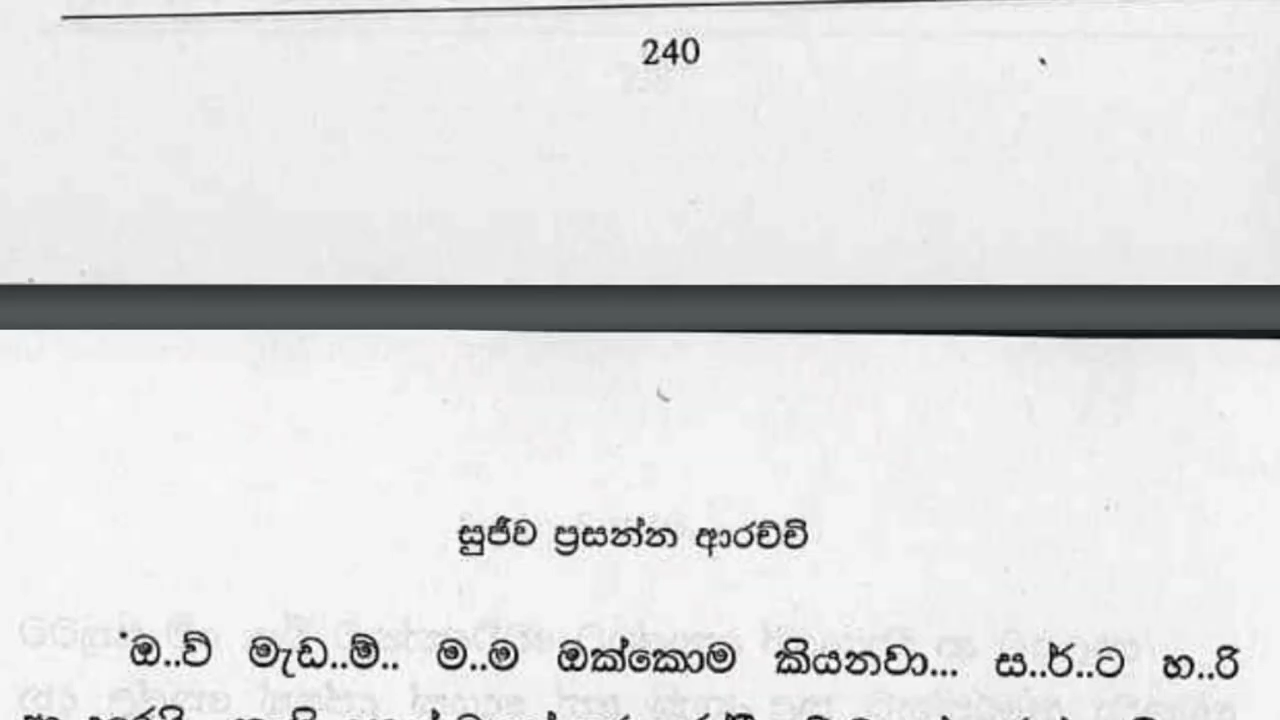 240
සුජීව ප්‍රසන්න ආරච්චි
'ඔ..ව් මැඩ..ම්.. ම..ම ඔක්කොම කියනවා... ස..ර්..ට හ..රි